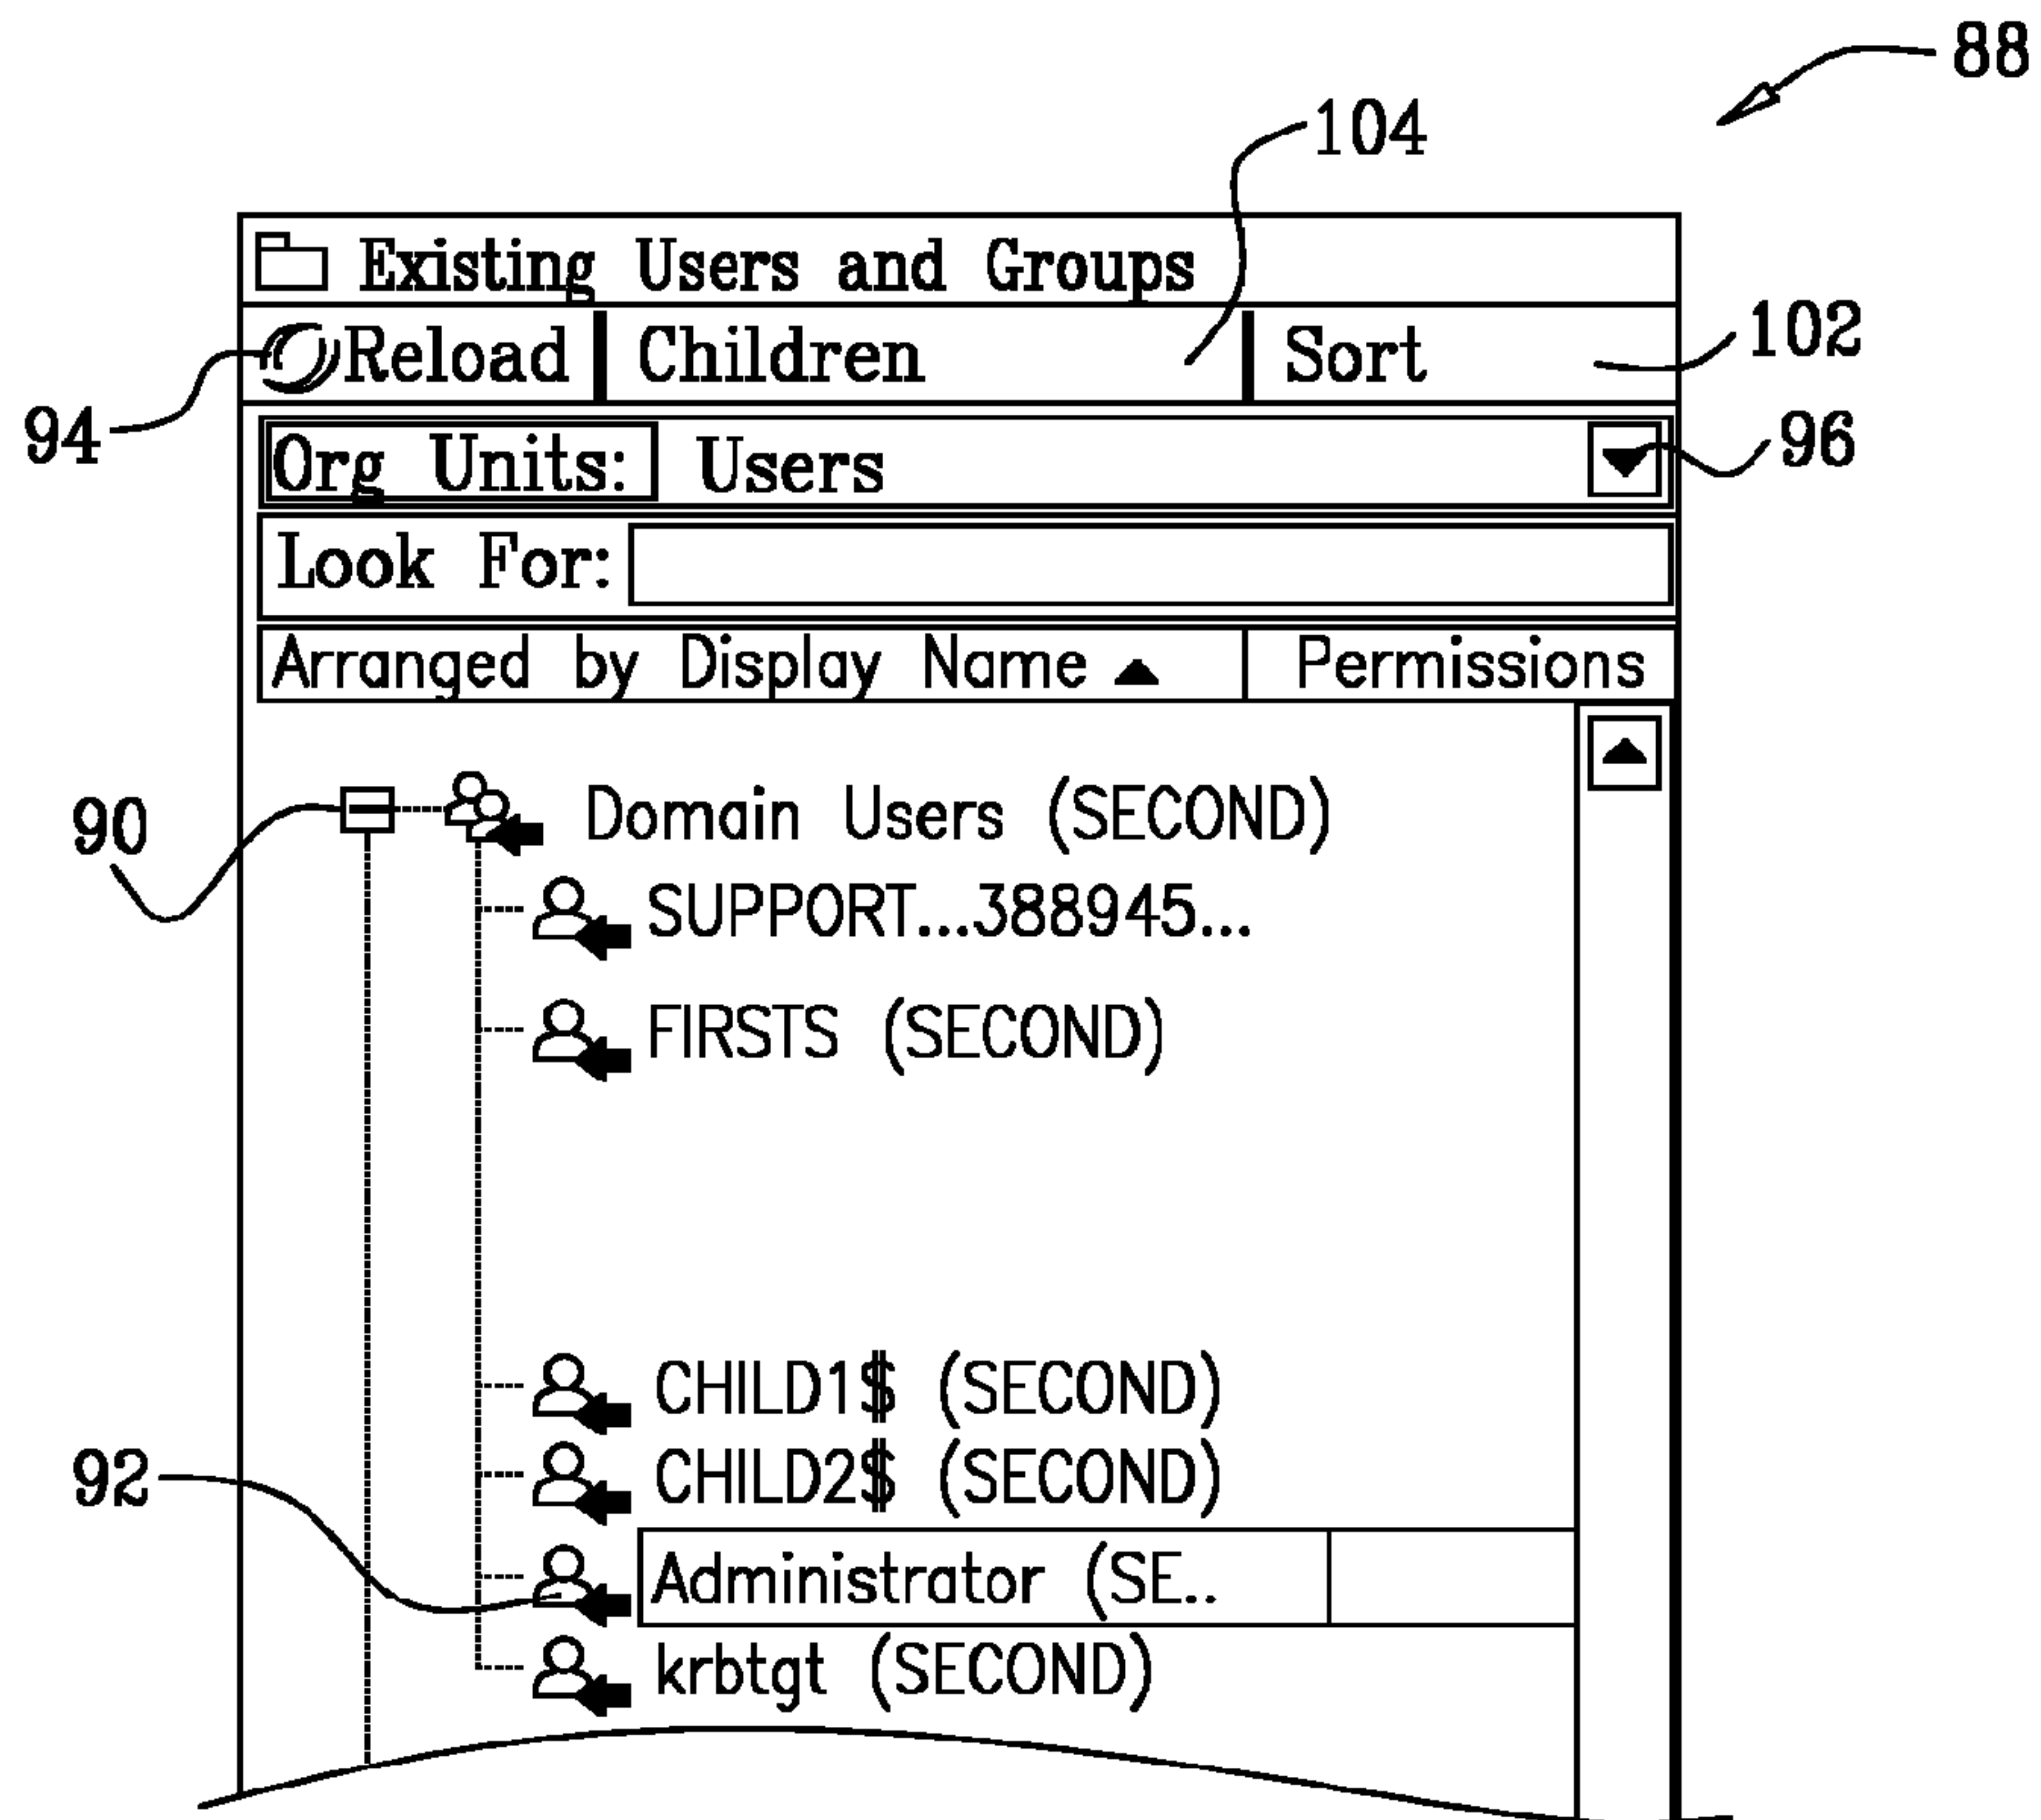 88
104
Existing Users and Groups
Reload Children Sort
102
94
Org Units: Users
96
Look For:
Arranged by Display Name Permissions
90
Domain Users (SECOND)
SUPPORT...388945...
FIRSTS (SECOND)
CHILD1$ (SECOND)
92
CHILD2$ (SECOND)
Administrator (SE..
krbtgt (SECOND)